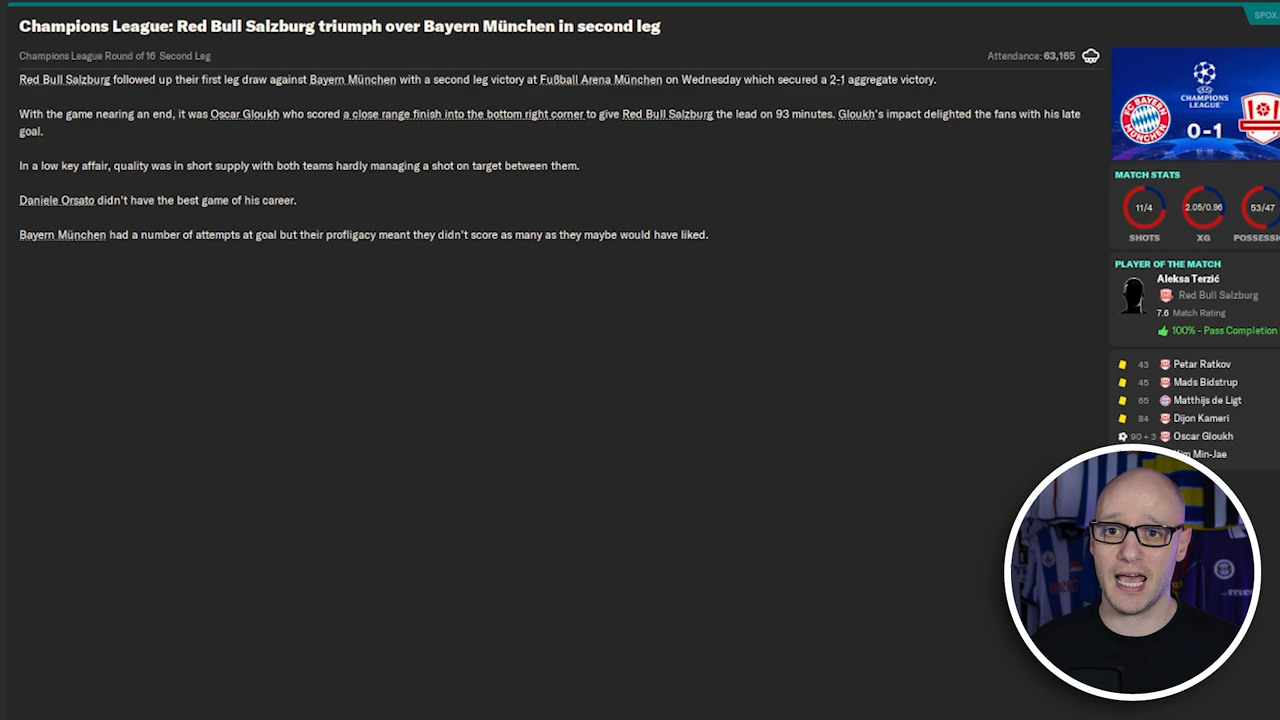 SPOX
Champions League: Red Bull Salzburg triumph over Bayern München in second leg
Champions League Round of 16 Second Leg
Attendance: 63,165
Red Bull Salzburg followed up their first leg draw against Bayern München with a second leg victory at Fußball Arena München on Wednesday which secured a 2-1 aggregate victory.
With the game nearing an end, it was Oscar Gloukh who scored a close range finish into the bottom right corner to give Red Bull Salzburg the lead on 93 minutes. Gloukh's impact delighted the fans with his late
goal.
In a low key affair, quality was in short supply with both teams hardly managing a shot on target between them.
Daniele Orsato didn't have the best game of his career.
Bayern München had a number of attempts at goal but their profligacy meant they didn't score as many as they maybe would have liked.
FC BAYERN
MÜNCHEN
CHAMPIONS
LEAGUE
0-1
MATCH STATS
11/4
2.05/0.96
53/47
SHOTS
XG
POSSESSI
PLAYER OF THE MATCH
Aleksa Terzić
Red Bull Salzburg
7.6 Match Rating
100% - Pass Completion
43 Petar Ratkov
45 Mads Bidstrup
65 Matthijs de Ligt
84 Dijon Kameri
90 + 3 Oscar Gloukh
Min-Jae